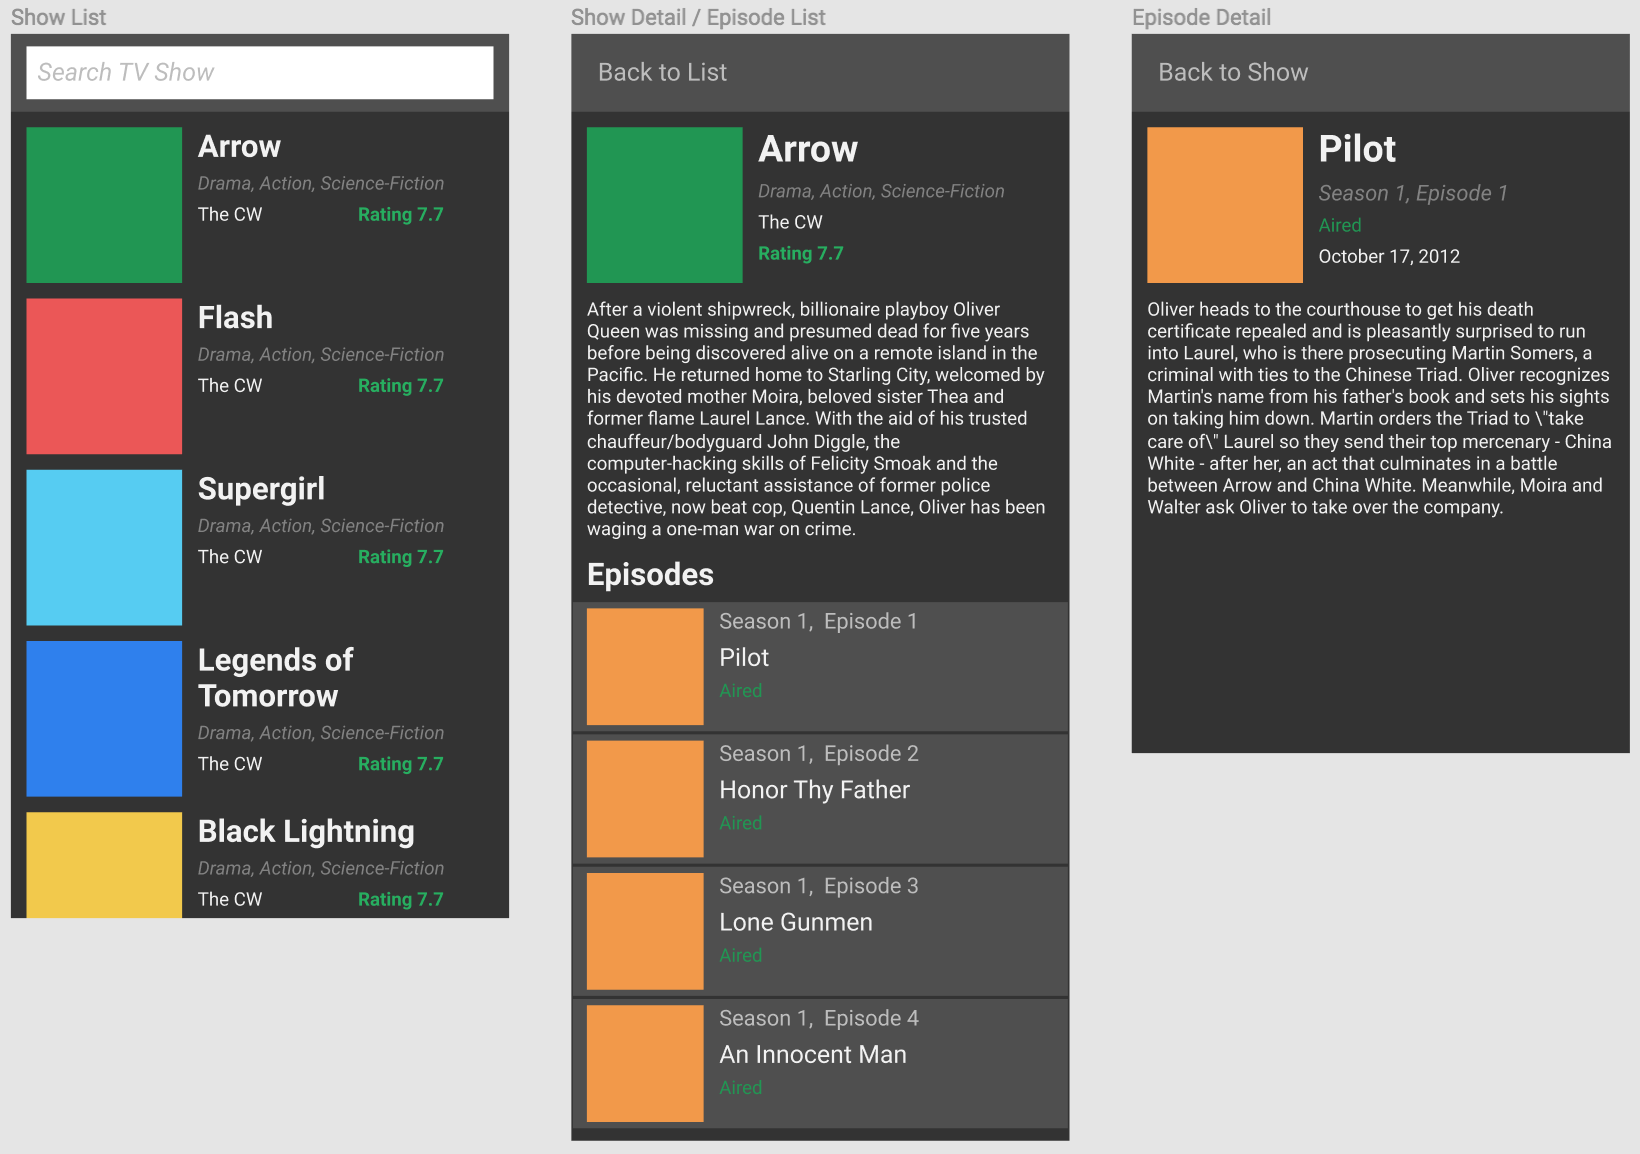 Show List
Search TV Show
Arrow
Drama, Action, Science-Fiction
The CW Rating 7.7
Flash
Drama, Action, Science-Fiction
The CW Rating 7.7
Supergirl
Drama, Action, Science-Fiction
The CW Rating 7.7
Legends of
Tomorrow
Drama, Action, Science-Fiction
The CW Rating 7.7
Black Lightning
Drama, Action, Science-Fiction
The CW Rating 7.7
Show Detail / Episode List
Back to List
Arrow
Drama, Action, Science-Fiction
The CW
Rating 7.7
After a violent shipwreck, billionaire playboy Oliver
Queen was missing and presumed dead for five years
before being discovered alive on a remote island in the
Pacific. He returned home to Starling City, welcomed by
his devoted mother Moira, beloved sister Thea and
former flame Laurel Lance. With the aid of his trusted
chauffeur/bodyguard John Diggle, the
computer-hacking skills of Felicity Smoak and the
occasional, reluctant assistance of former police
detective, now beat cop, Quentin Lance, Oliver has been
waging a one-man war on crime.
Episodes
Season 1, Episode 1
Pilot
Aired
Season 1, Episode 2
Honor Thy Father
Aired
Season 1, Episode 3
Lone Gunmen
Aired
Season 1, Episode 4
An Innocent Man
Aired
Episode Detail
Back to Show
Pilot
Season 1, Episode 1
Aired
October 17, 2012
Oliver heads to the courthouse to get his death
certificate repealed and is pleasantly surprised to run
into Laurel, who is there prosecuting Martin Somers, a
criminal with ties to the Chinese Triad. Oliver recognizes
Martin's name from his father's book and sets his sights
on taking him down. Martin orders the Triad to \"take
care of\" Laurel so they send their top mercenary - China
White - after her, an act that culminates in a battle
between Arrow and China White. Meanwhile, Moira and
Walter ask Oliver to take over the company.